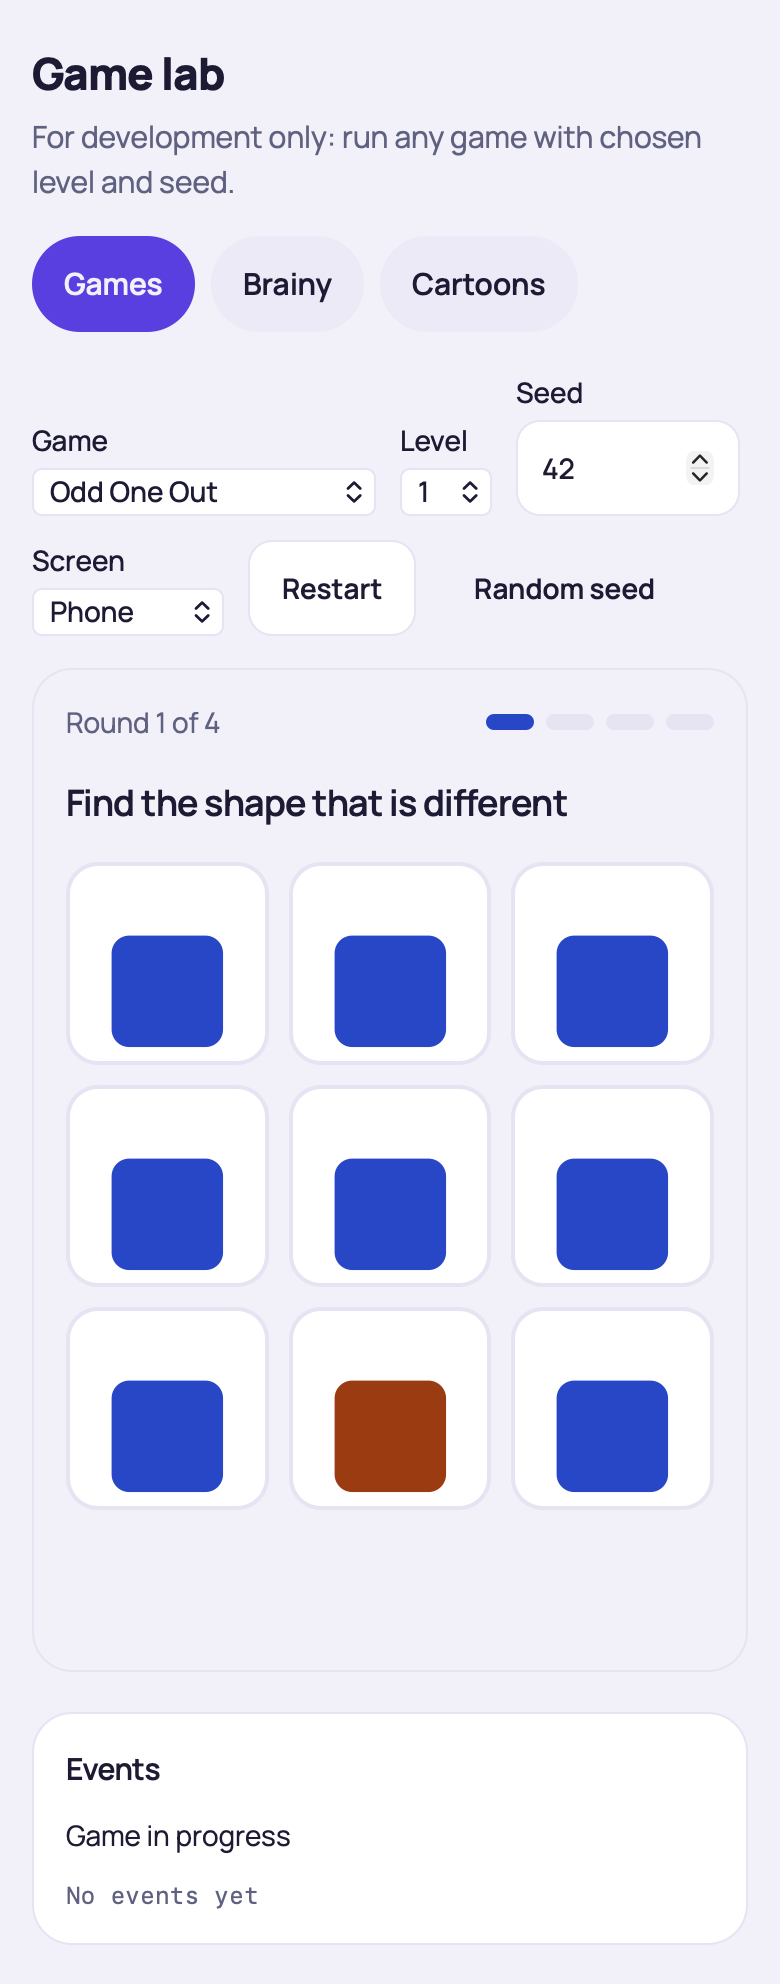 Game lab
For development only: run any game with chosen
level and seed.
Games Brainy Cartoons
Game Level Seed
Odd One Out 1 42
Screen
Phone Restart Random seed
Round 1 of 4
Find the shape that is different
Events
Game in progress
No events yet